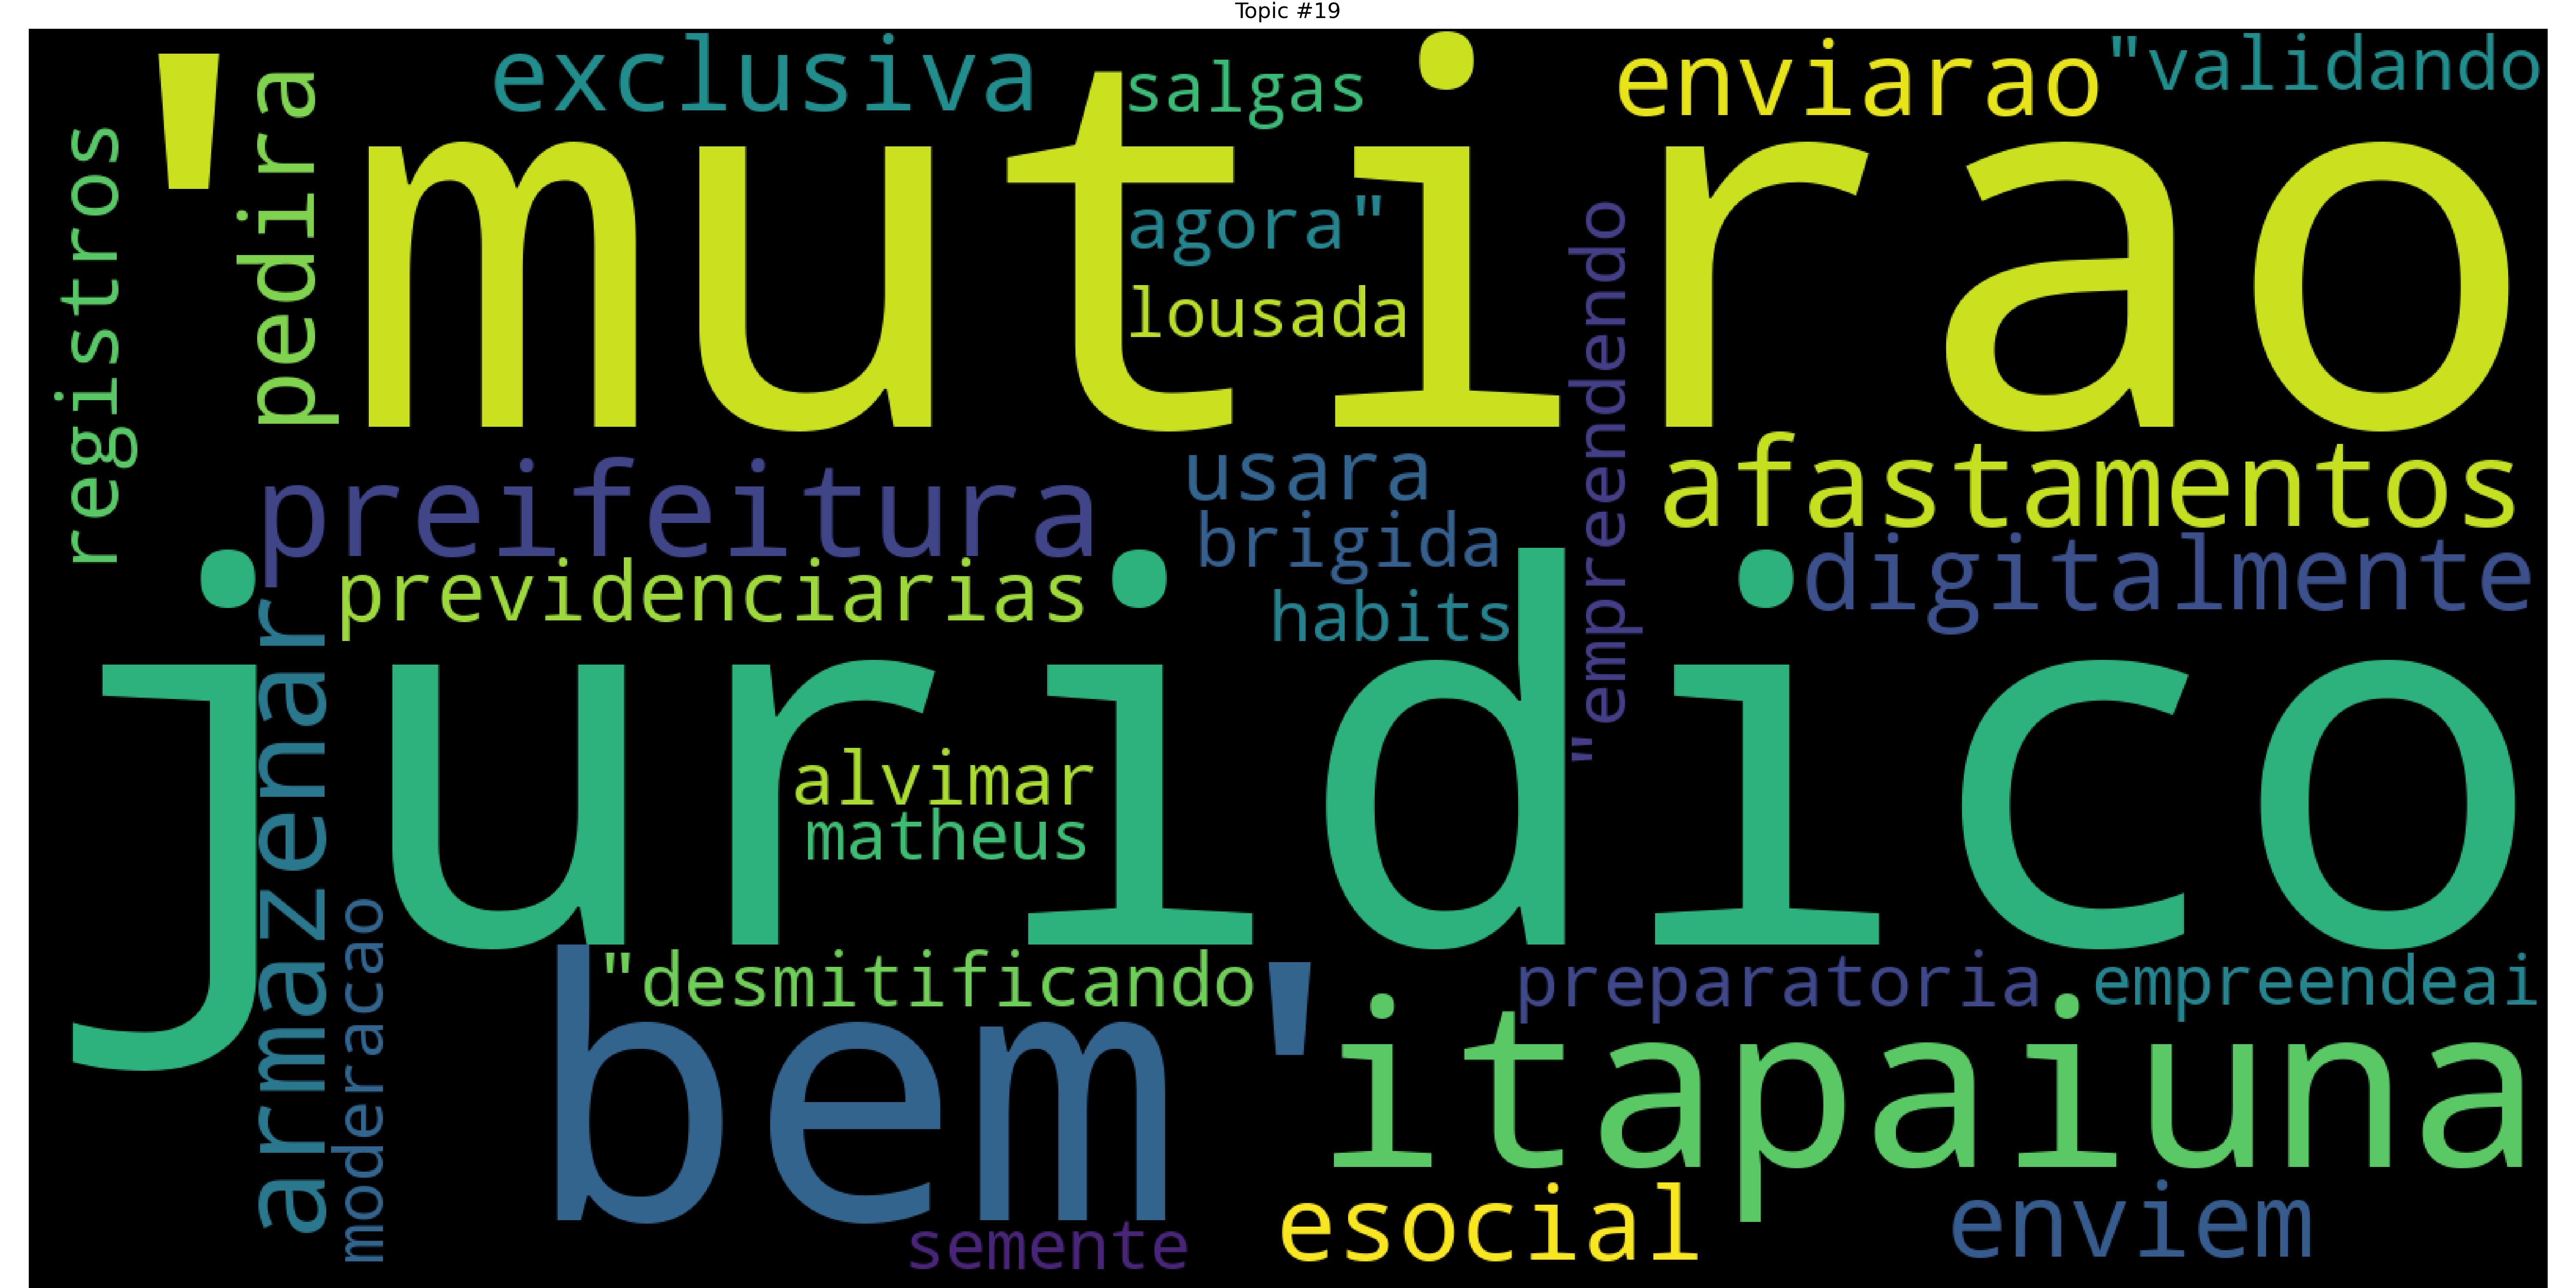 Topic #19
exclusiva
salgas
enviarao
"validando
registros
pedira
'mutirao
agora"
lousada
"empreendendo
preifeitura
usara
afastamentos
brigida
digitalmente
previdenciarias
habits
juridico
armazenar
alvimar
matheus
moderacao
"desmitificando
preparatoria
empreendeai
bem'
itapaiuna
semente
esocial
enviem